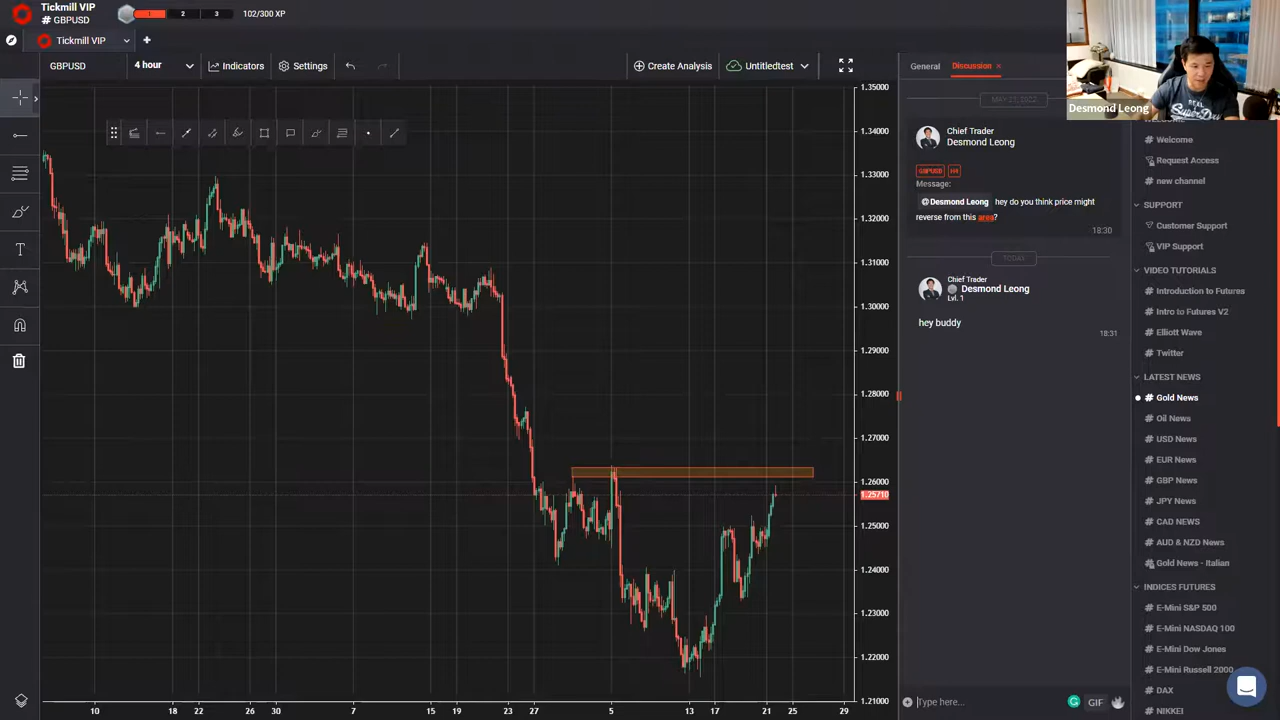 Tickmill VIP
# GBPUSD
1
2
3
102/300 XP
Tickmill VIP
GBPUSD
4 hour
Indicators
Settings
Create Analysis
Untitledtest
General
Discussion ×
Desmond Leong
1.35000
1.34000
1.33000
1.32000
1.31000
1.30000
1.29000
1.28000
1.27000
1.26000
1.25710
1.25000
1.24000
1.23000
1.22000
1.21000
10
18
22
26
30
7
15
19
23
27
5
13
17
21
25
29
MAY 23, 2022
Chief Trader
Desmond Leong
GBPUSD H4
Message:
@Desmond Leong hey do you think price might
reverse from this area?
18:30
TODAY
Chief Trader
Desmond Leong
Lvl. 1
hey buddy
18:31
Type here...
GIF
# Welcome
Request Access
# new channel
SUPPORT
Customer Support
VIP Support
VIDEO TUTORIALS
# Introduction to Futures
# Intro to Futures V2
# Elliott Wave
# Twitter
LATEST NEWS
# Gold News
# Oil News
# USD News
# EUR News
# GBP News
# JPY News
# CAD NEWS
# AUD & NZD News
Gold News - Italian
INDICES FUTURES
# E-Mini S&P 500
# E-Mini NASDAQ 100
# E-Mini Dow Jones
# E-Mini Russell 2000
# DAX
# NIKKEI